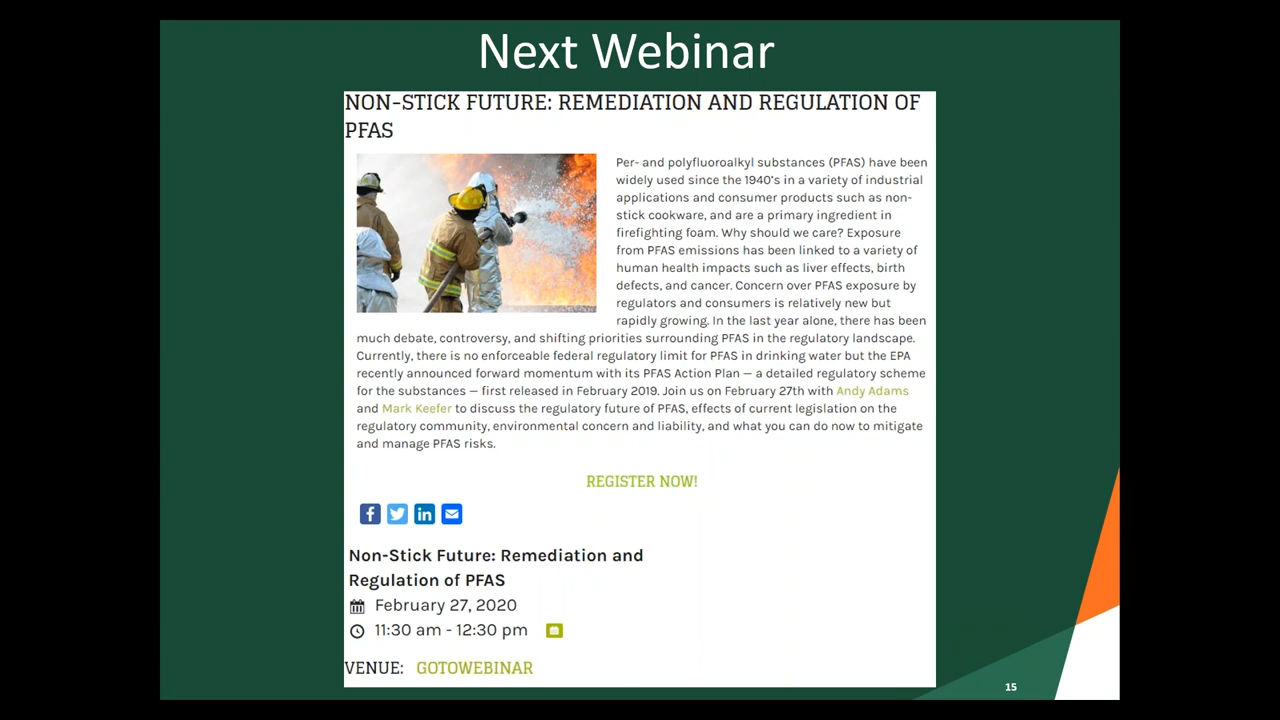 Next Webinar
NON-STICK FUTURE: REMEDIATION AND REGULATION OF
PFAS
Per- and polyfluoroalkyl substances (PFAS) have been
widely used since the 1940's in a variety of industrial
applications and consumer products such as non-
stick cookware, and are a primary ingredient in
firefighting foam. Why should we care? Exposure
from PFAS emissions has been linked to a variety of
human health impacts such as liver effects, birth
defects, and cancer. Concern over PFAS exposure by
regulators and consumers is relatively new but
rapidly growing. In the last year alone, there has been
much debate, controversy, and shifting priorities surrounding PFAS in the regulatory landscape.
Currently, there is no enforceable federal regulatory limit for PFAS in drinking water but the EPA
recently announced forward momentum with its PFAS Action Plan — a detailed regulatory scheme
for the substances — first released in February 2019. Join us on February 27th with Andy Adams
and Mark Keefer to discuss the regulatory future of PFAS, effects of current legislation on the
regulatory community, environmental concern and liability, and what you can do now to mitigate
and manage PFAS risks.
REGISTER NOW!
Non-Stick Future: Remediation and
Regulation of PFAS
February 27, 2020
11:30 am - 12:30 pm
VENUE: GOTOWEBINAR
15